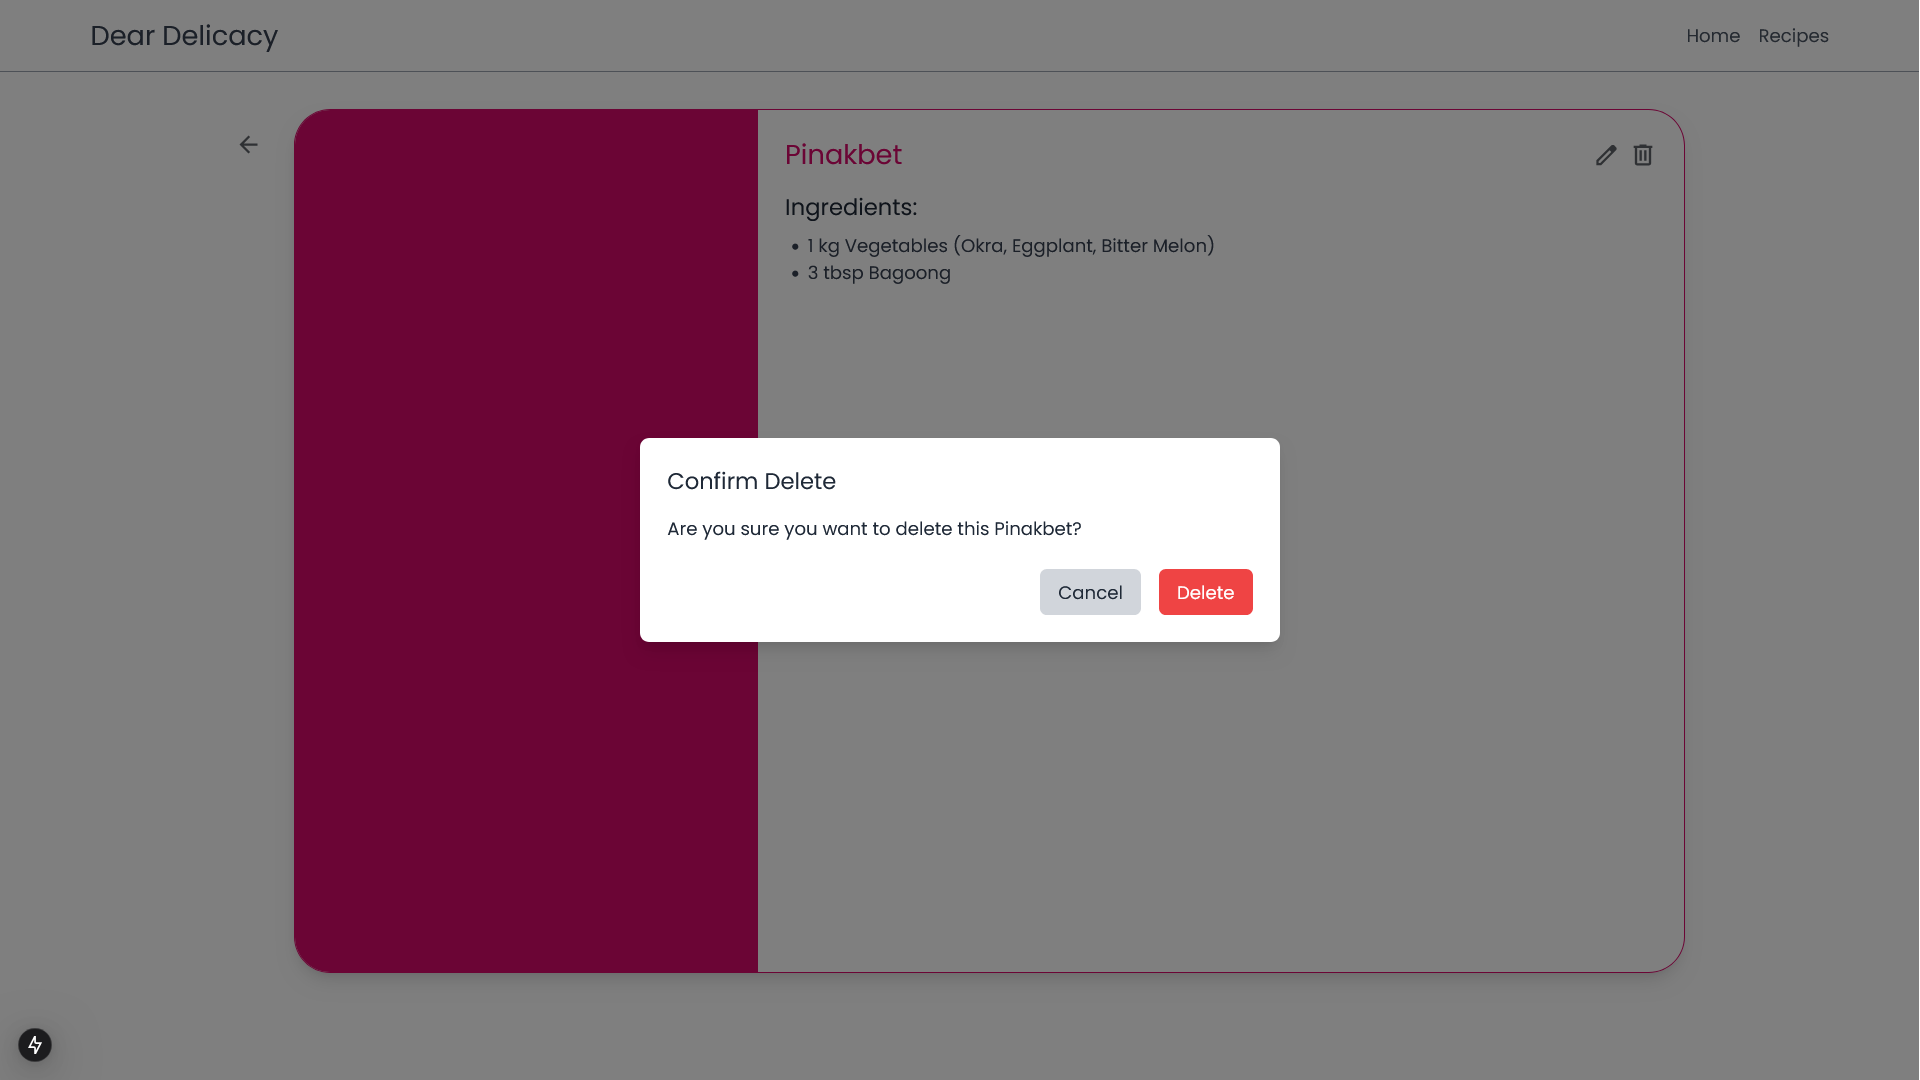 Dear Delicacy
Home Recipes
Pinakbet
Ingredients:
• 1 kg Vegetables (Okra, Eggplant, Bitter Melon)
• 3 tbsp Bagoong
Confirm Delete
Are you sure you want to delete this Pinakbet?
Cancel Delete